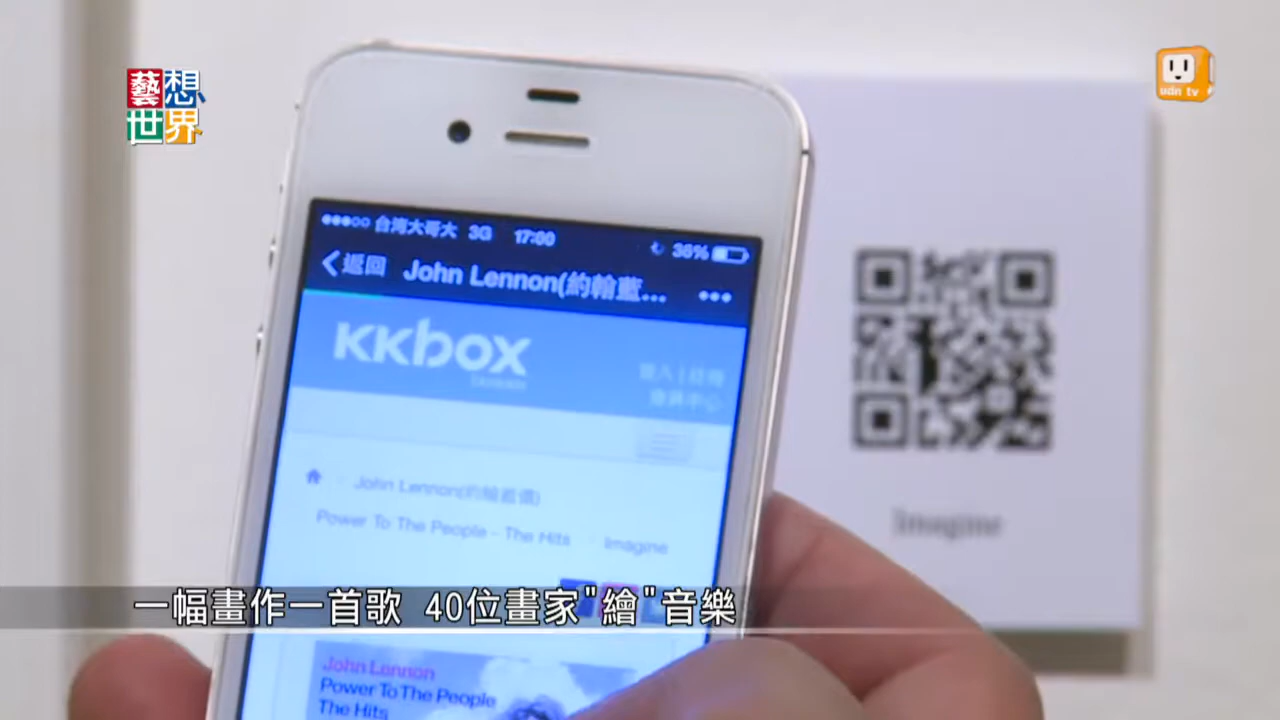 藝想
世界
udn tv
台湾大哥大 3G 17:00 36%
返回 John Lennon(約翰藍...
KKBOX
John Lennon(約翰藍儂)
Power To The People - The Hits Imagine
John Lennon
Power To The People
The Hits
Imagine
一幅畫作一首歌 40位畫家"繪"音樂